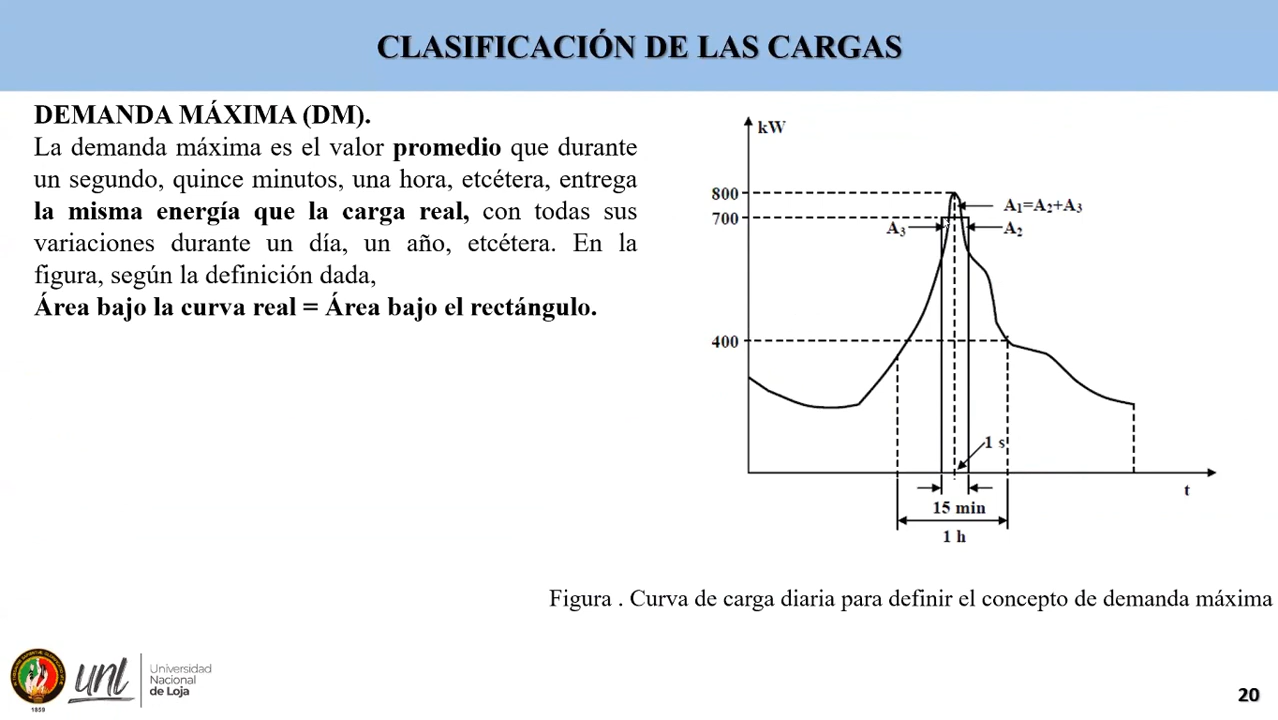 CLASIFICACIÓN DE LAS CARGAS
DEMANDA MÁXIMA (DM).
La demanda máxima es el valor promedio que durante
un segundo, quince minutos, una hora, etcétera, entrega
la misma energía que la carga real, con todas sus
variaciones durante un día, un año, etcétera. En la
figura, según la definición dada,
Área bajo la curva real = Área bajo el rectángulo.
kW
800
700
400
A₁=A₂+A₃
A₃
A₂
1 s
t
15 min
1 h
Figura . Curva de carga diaria para definir el concepto de demanda máxima
unl
Universidad
Nacional
de Loja
1859
20